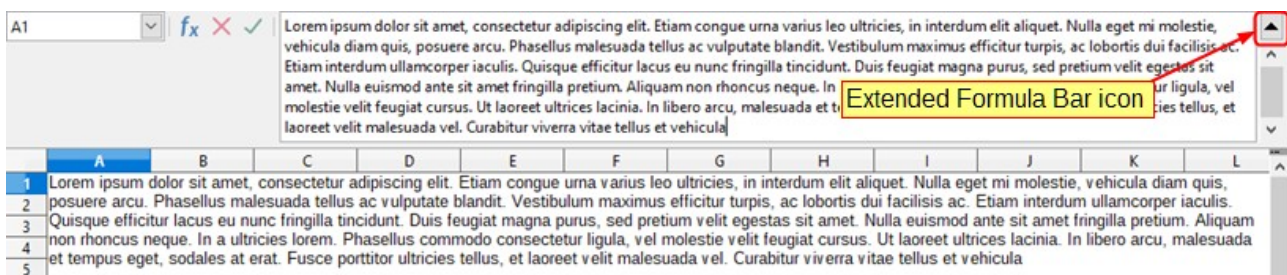 A1
fx
Lorem ipsum dolor sit amet, consectetur adipiscing elit. Etiam congue urna varius leo ultricies, in interdum elit aliquet. Nulla eget mi molestie,
vehicula diam quis, posuere arcu. Phasellus malesuada tellus ac vulputate blandit. Vestibulum maximus efficitur turpis, ac lobortis dui facilisis ac.
Etiam interdum ullamcorper iaculis. Quisque efficitur lacus eu nunc fringilla tincidunt. Duis feugiat magna purus, sed pretium velit egestas sit
amet. Nulla euismod ante sit amet fringilla pretium. Aliquam non rhoncus neque. In ur ligula, vel
molestie velit feugiat cursus. Ut laoreet ultrices lacinia. In libero arcu, malesuada et t cies tellus, et
laoreet velit malesuada vel. Curabitur viverra vitae tellus et vehicula
Extended Formula Bar icon
A B C D E F G H I J K L
1 Lorem ipsum dolor sit amet, consectetur adipiscing elit. Etiam congue urna varius leo ultricies, in interdum elit aliquet. Nulla eget mi molestie, vehicula diam quis,
2 posuere arcu. Phasellus malesuada tellus ac vulputate blandit. Vestibulum maximus efficitur turpis, ac lobortis dui facilisis ac. Etiam interdum ullamcorper iaculis.
3 Quisque efficitur lacus eu nunc fringilla tincidunt. Duis feugiat magna purus, sed pretium velit egestas sit amet. Nulla euismod ante sit amet fringilla pretium. Aliquam
4 non rhoncus neque. In a ultricies lorem. Phasellus commodo consectetur ligula, vel molestie velit feugiat cursus. Ut laoreet ultrices lacinia. In libero arcu, malesuada
5 et tempus eget, sodales at erat. Fusce porttitor ultricies tellus, et laoreet velit malesuada vel. Curabitur viverra vitae tellus et vehicula